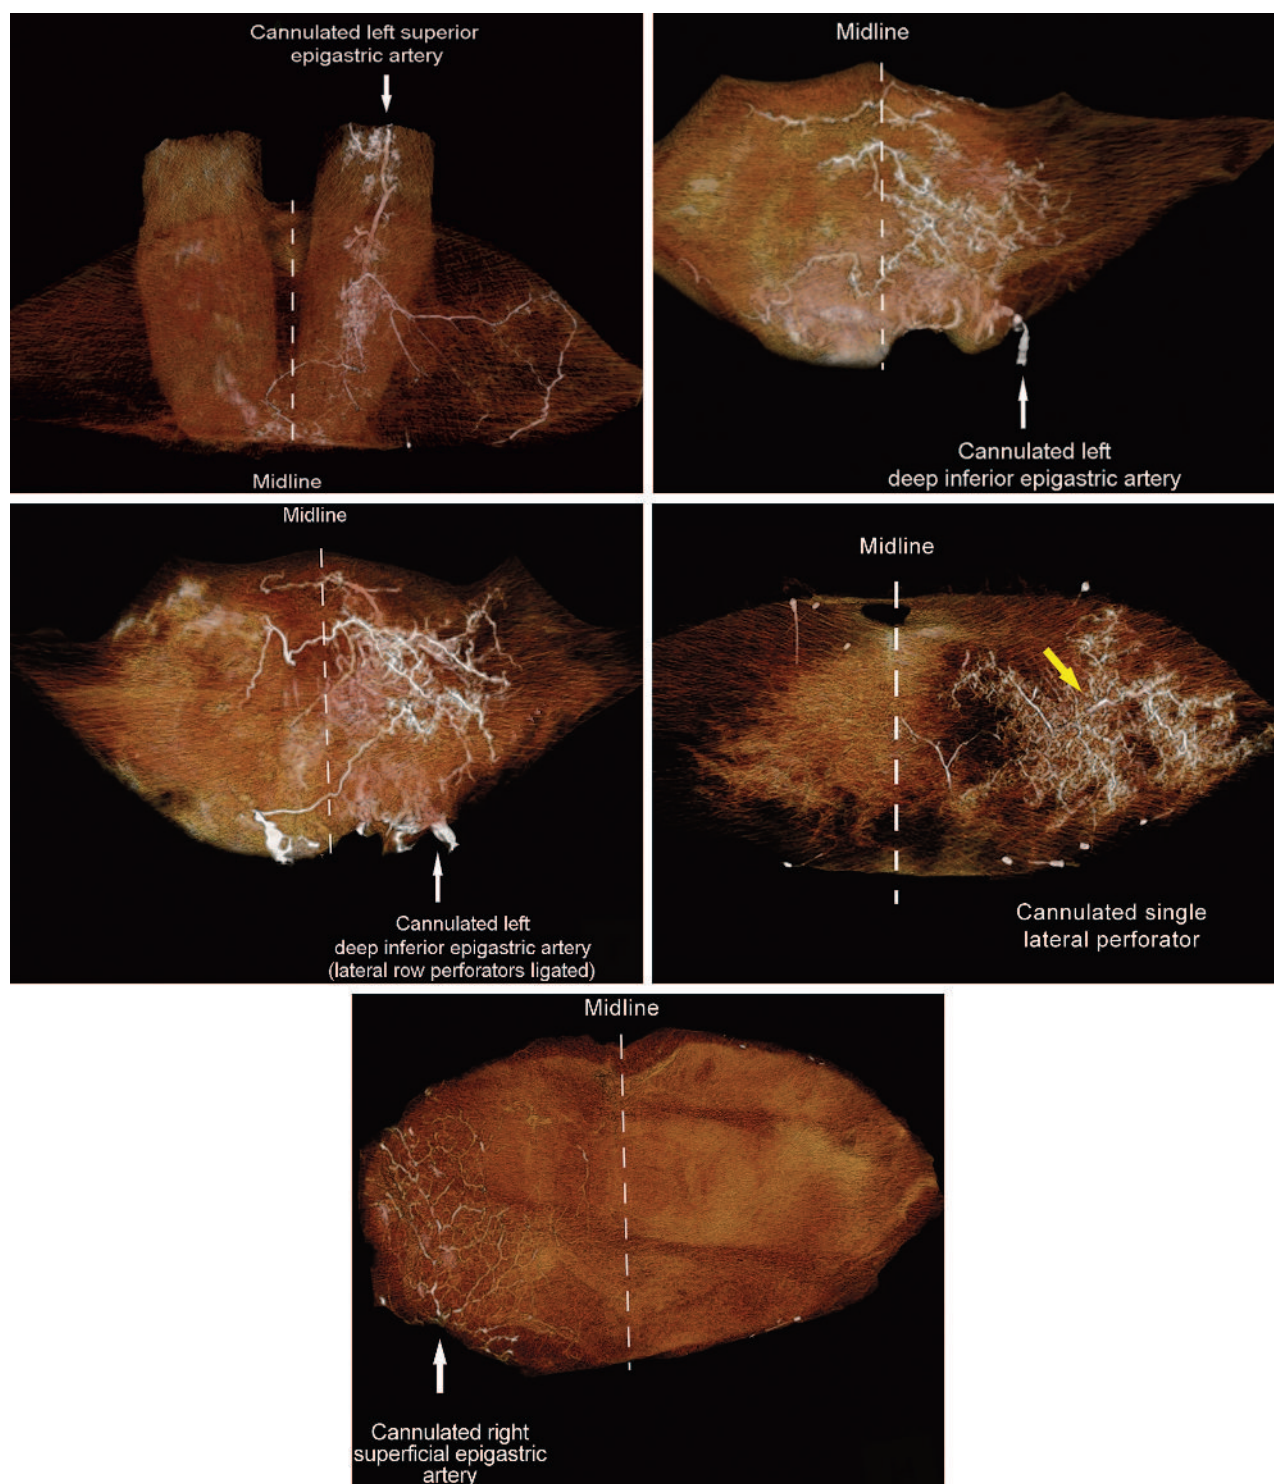 Cannulated left superior
epigastric artery
Midline
Midline
Cannulated left
deep inferior epigastric artery
Midline
Cannulated left
deep inferior epigastric artery
(lateral row perforators ligated)
Midline
Cannulated single
lateral perforator
Midline
Cannulated right
superficial epigastric
artery